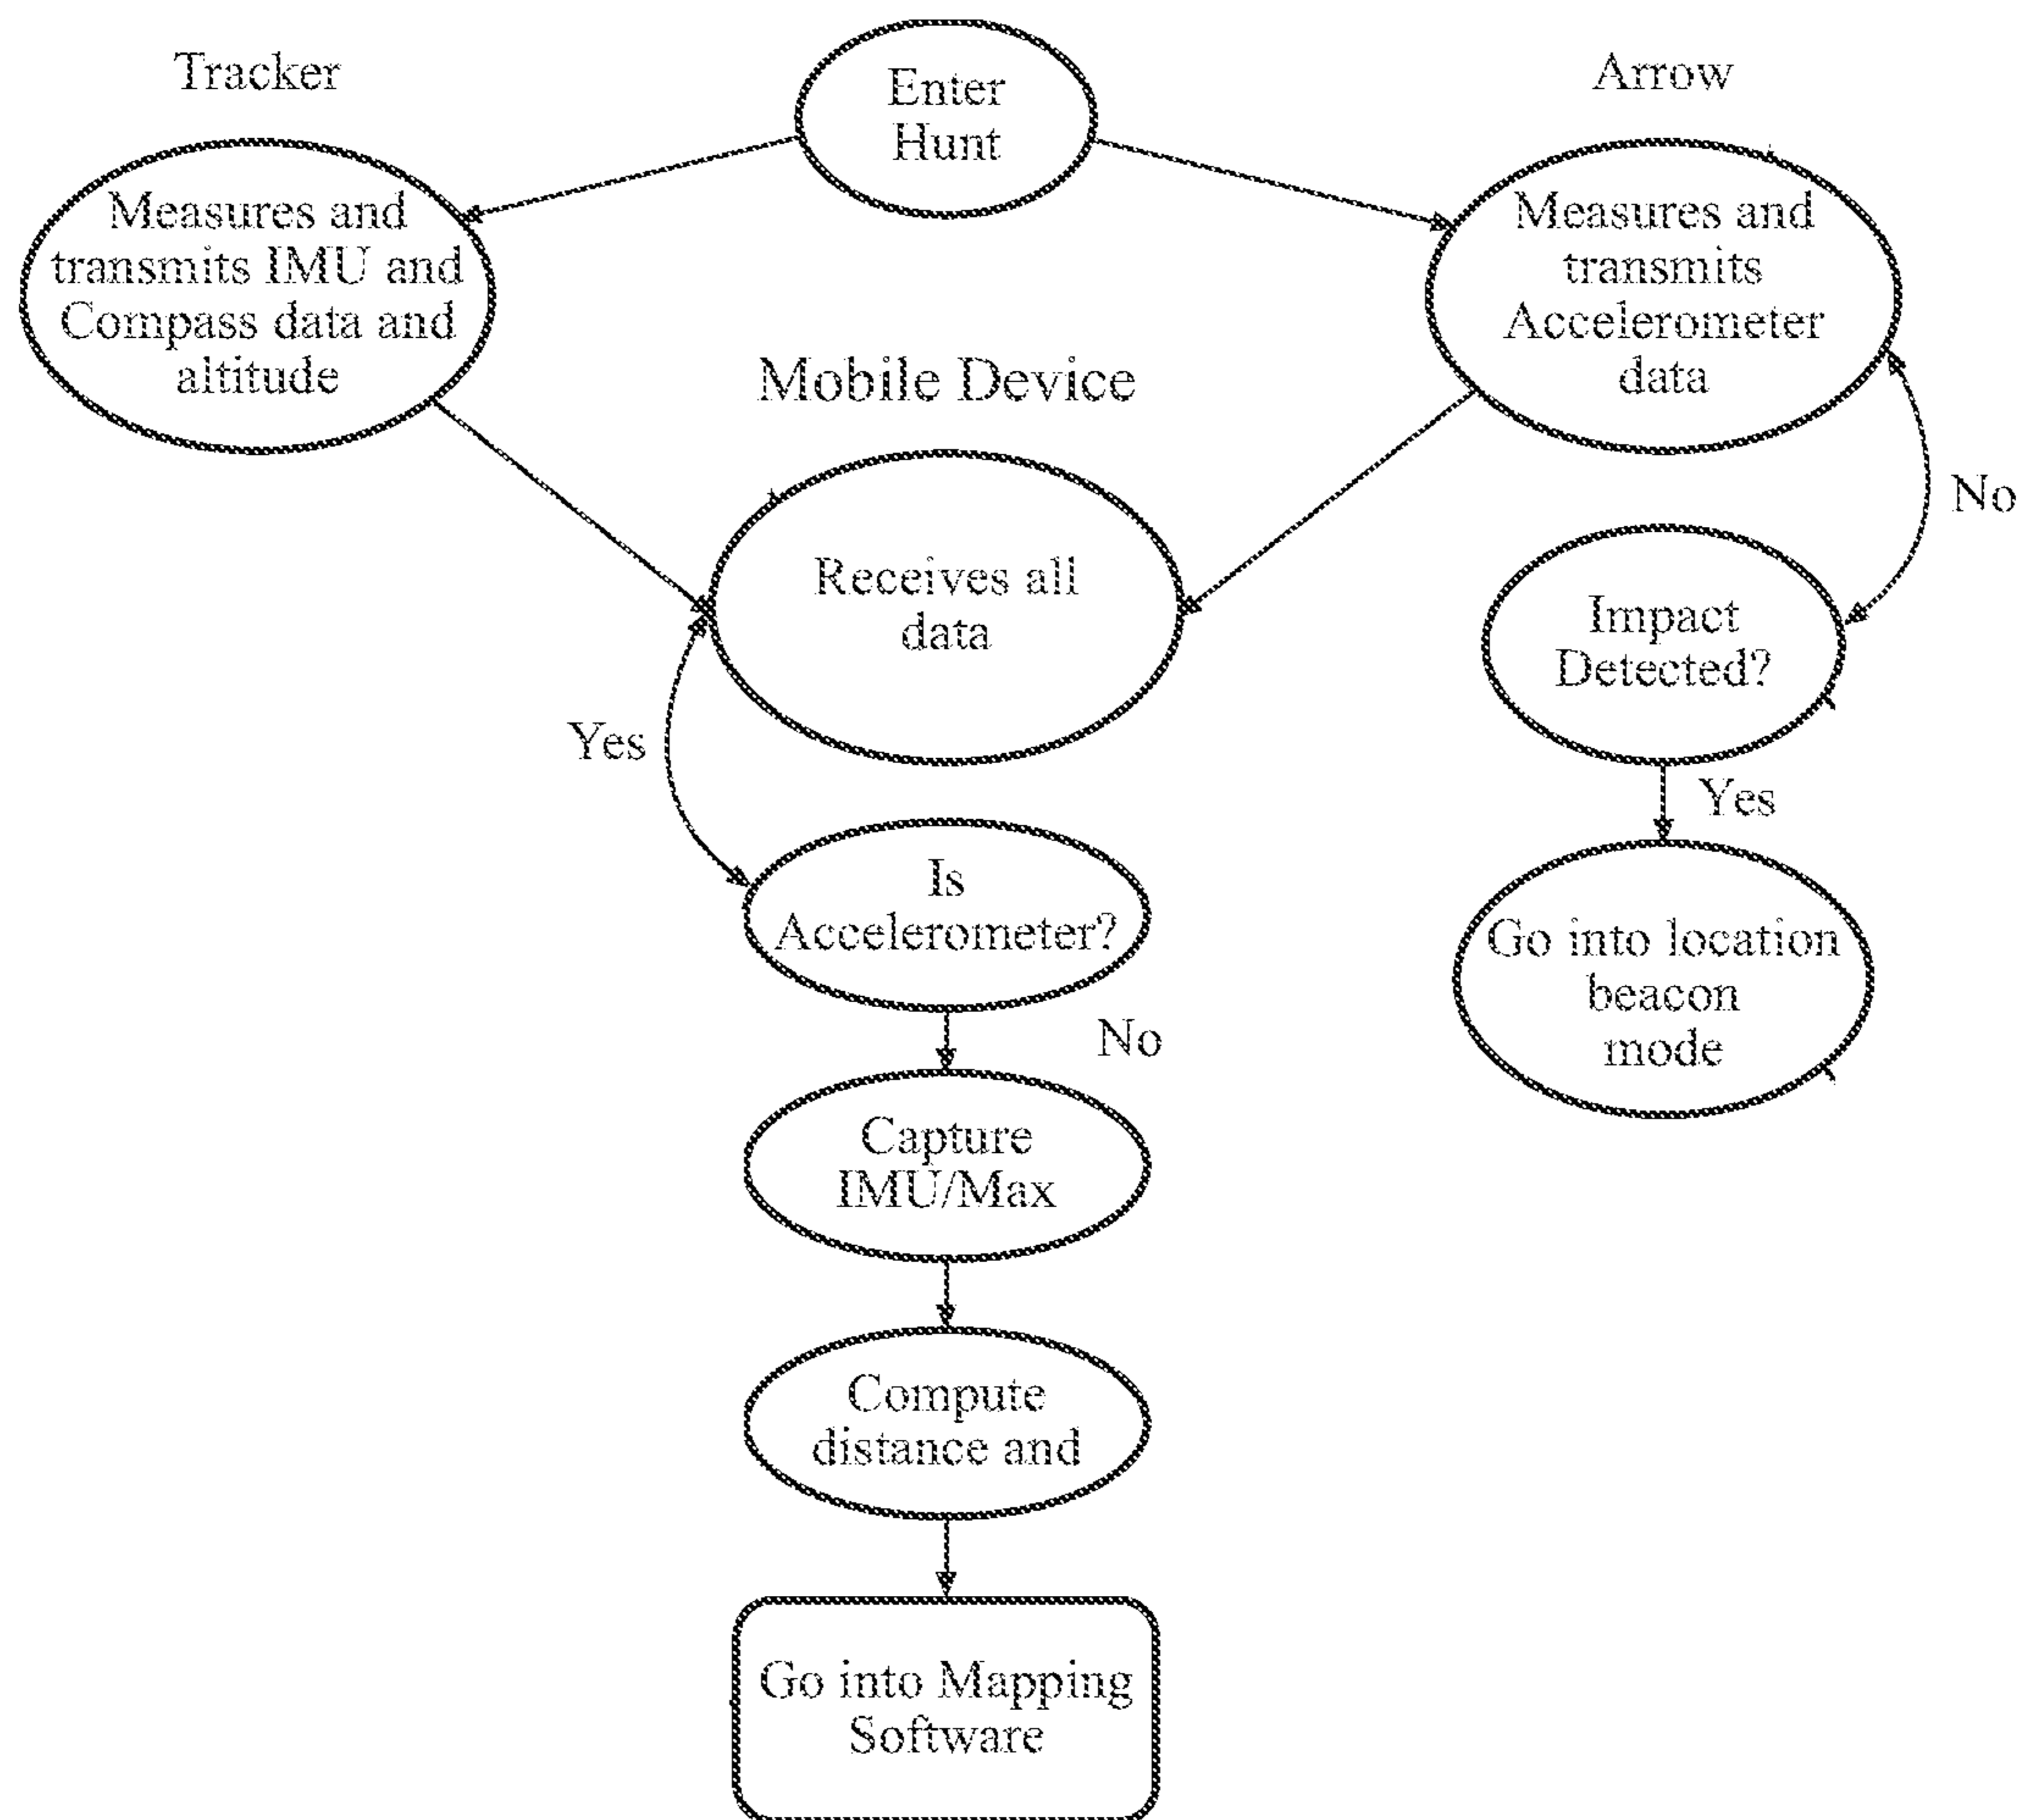 Tracker
Enter
Hunt
Arrow
Measures and
transmits IMU and
Compass data and
altitude
Measures and
transmits
Accelerometer
data
Mobile Device
No
Receives all
data
Impact
Detected?
Yes
Yes
Is
Accelerometer?
Go into location
beacon
mode
No
Capture
IMU/Max
Compute
distance and
Go into Mapping
Software